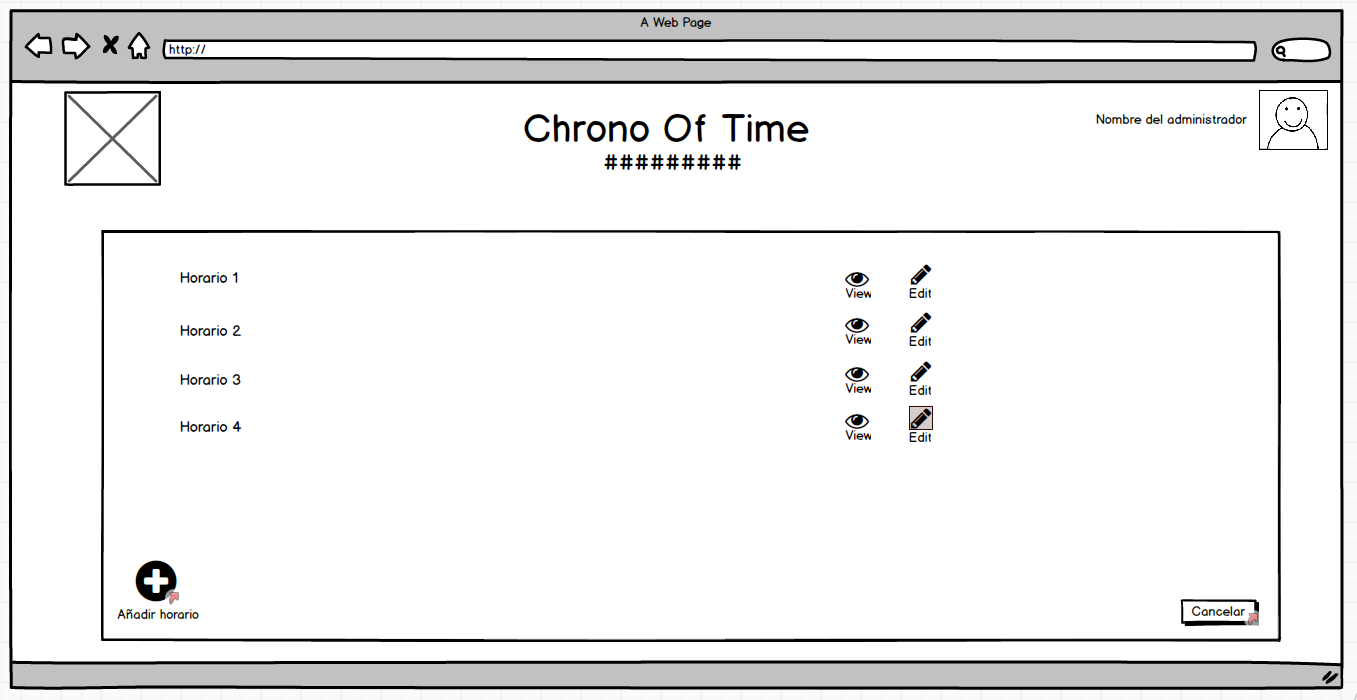 A Web Page
http://
Chrono Of Time
Nombre del administrador
#########
Horario 1
View
Edit
Horario 2
View
Edit
Horario 3
View
Edit
Horario 4
View
Edit
Añadir horario
Cancelar